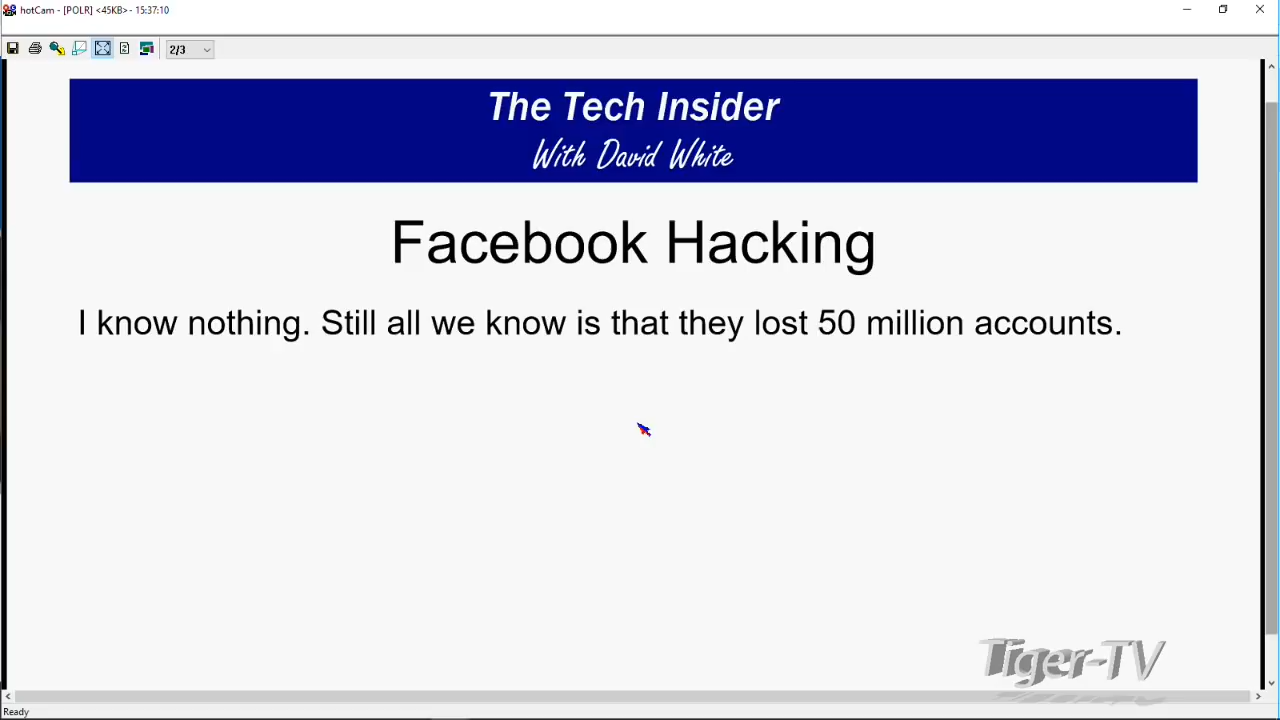 hotCam - [POLR] <45KB> - 15:37:10
2/3
The Tech Insider
With David White
Facebook Hacking
I know nothing. Still all we know is that they lost 50 million accounts.
Tiger-TV
Ready